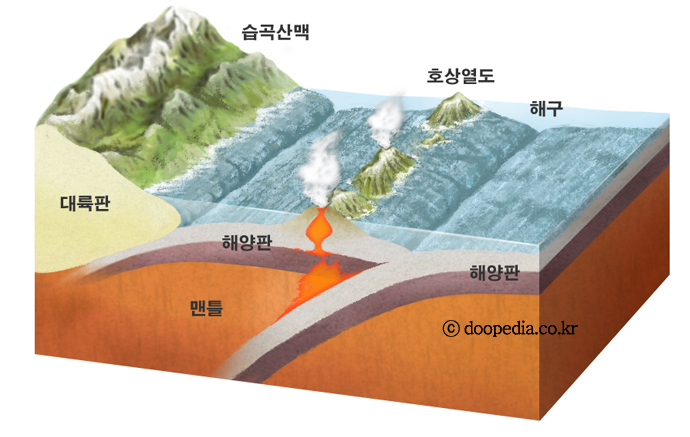 습곡산맥
호상열도
해구
대륙판
해양판
해양판
맨틀
ⓒ doopedia.co.kr